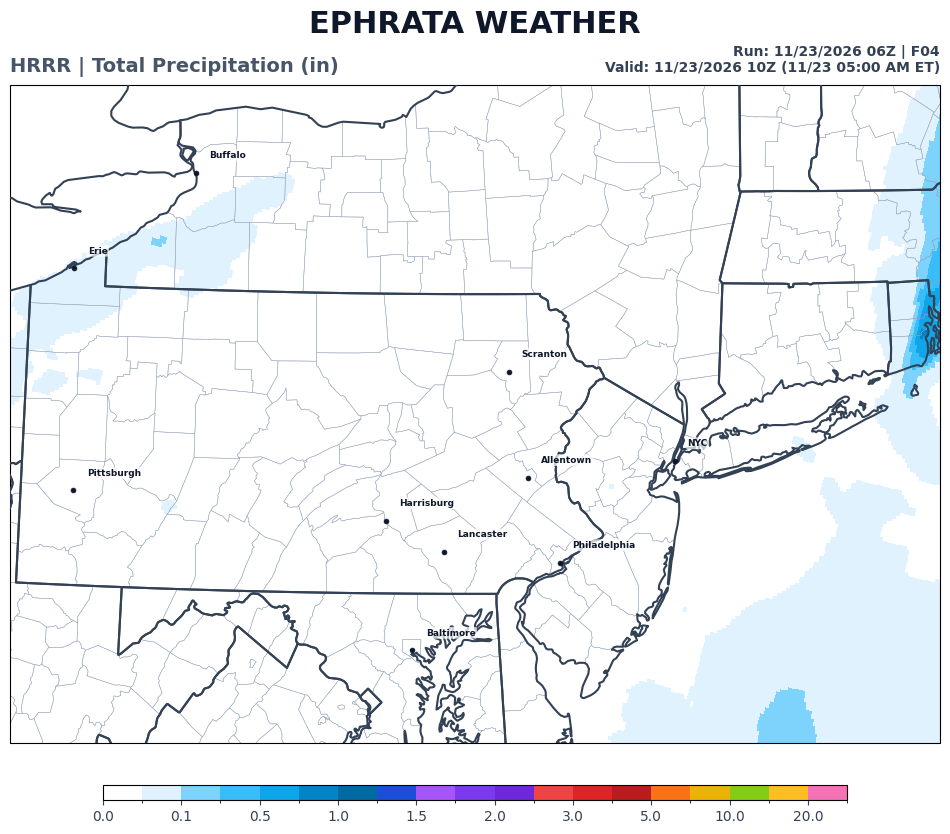 EPHRATA WEATHER
Run: 11/23/2026 06Z | F04
HRRR | Total Precipitation (in)
Valid: 11/23/2026 10Z (11/23 05:00 AM ET)
Buffalo
Erie
Scranton
NYC
Allentown
Pittsburgh
Harrisburg
Lancaster
Philadelphia
Baltimore
0.0 0.1 0.5 1.0 1.5 2.0 3.0 5.0 10.0 20.0